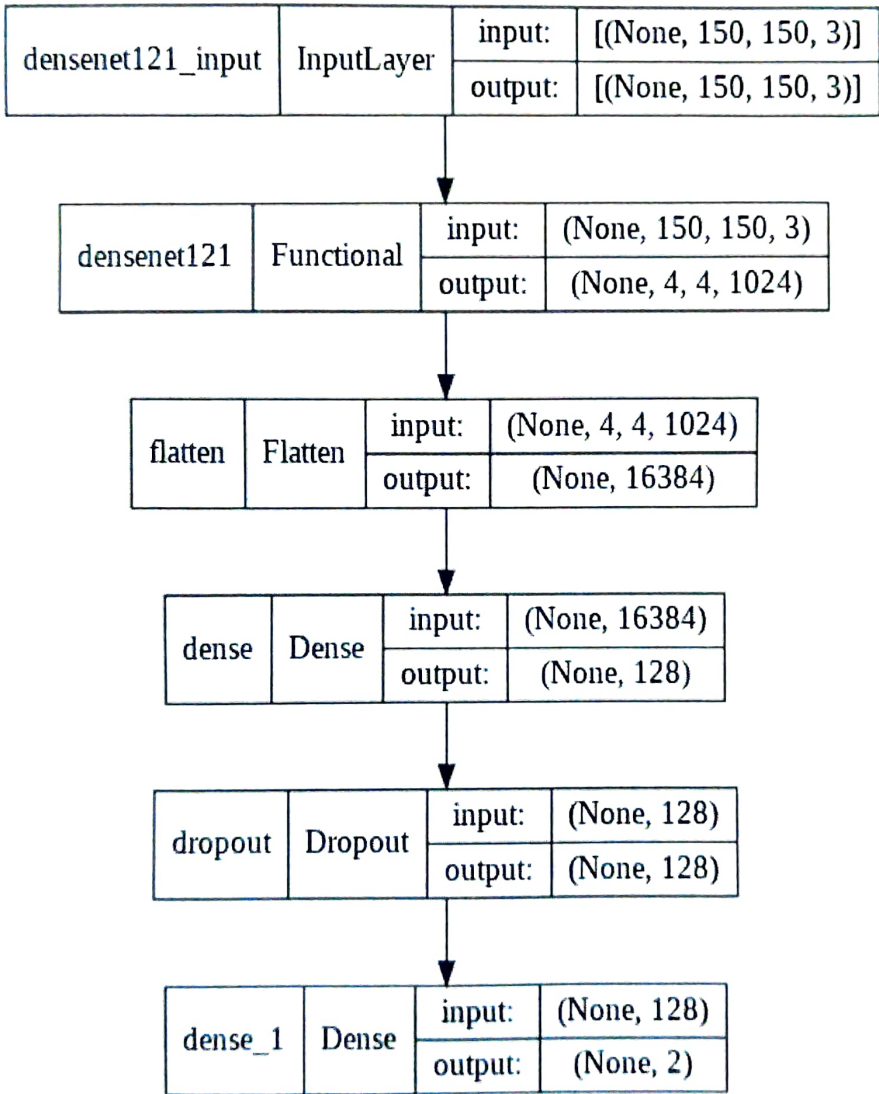 densenet121_input InputLayer input: [(None, 150, 150, 3)]
output: [(None, 150, 150, 3)]
densenet121 Functional input: (None, 150, 150, 3)
output: (None, 4, 4, 1024)
flatten Flatten input: (None, 4, 4, 1024)
output: (None, 16384)
dense Dense input: (None, 16384)
output: (None, 128)
dropout Dropout input: (None, 128)
output: (None, 128)
dense_1 Dense input: (None, 128)
output: (None, 2)